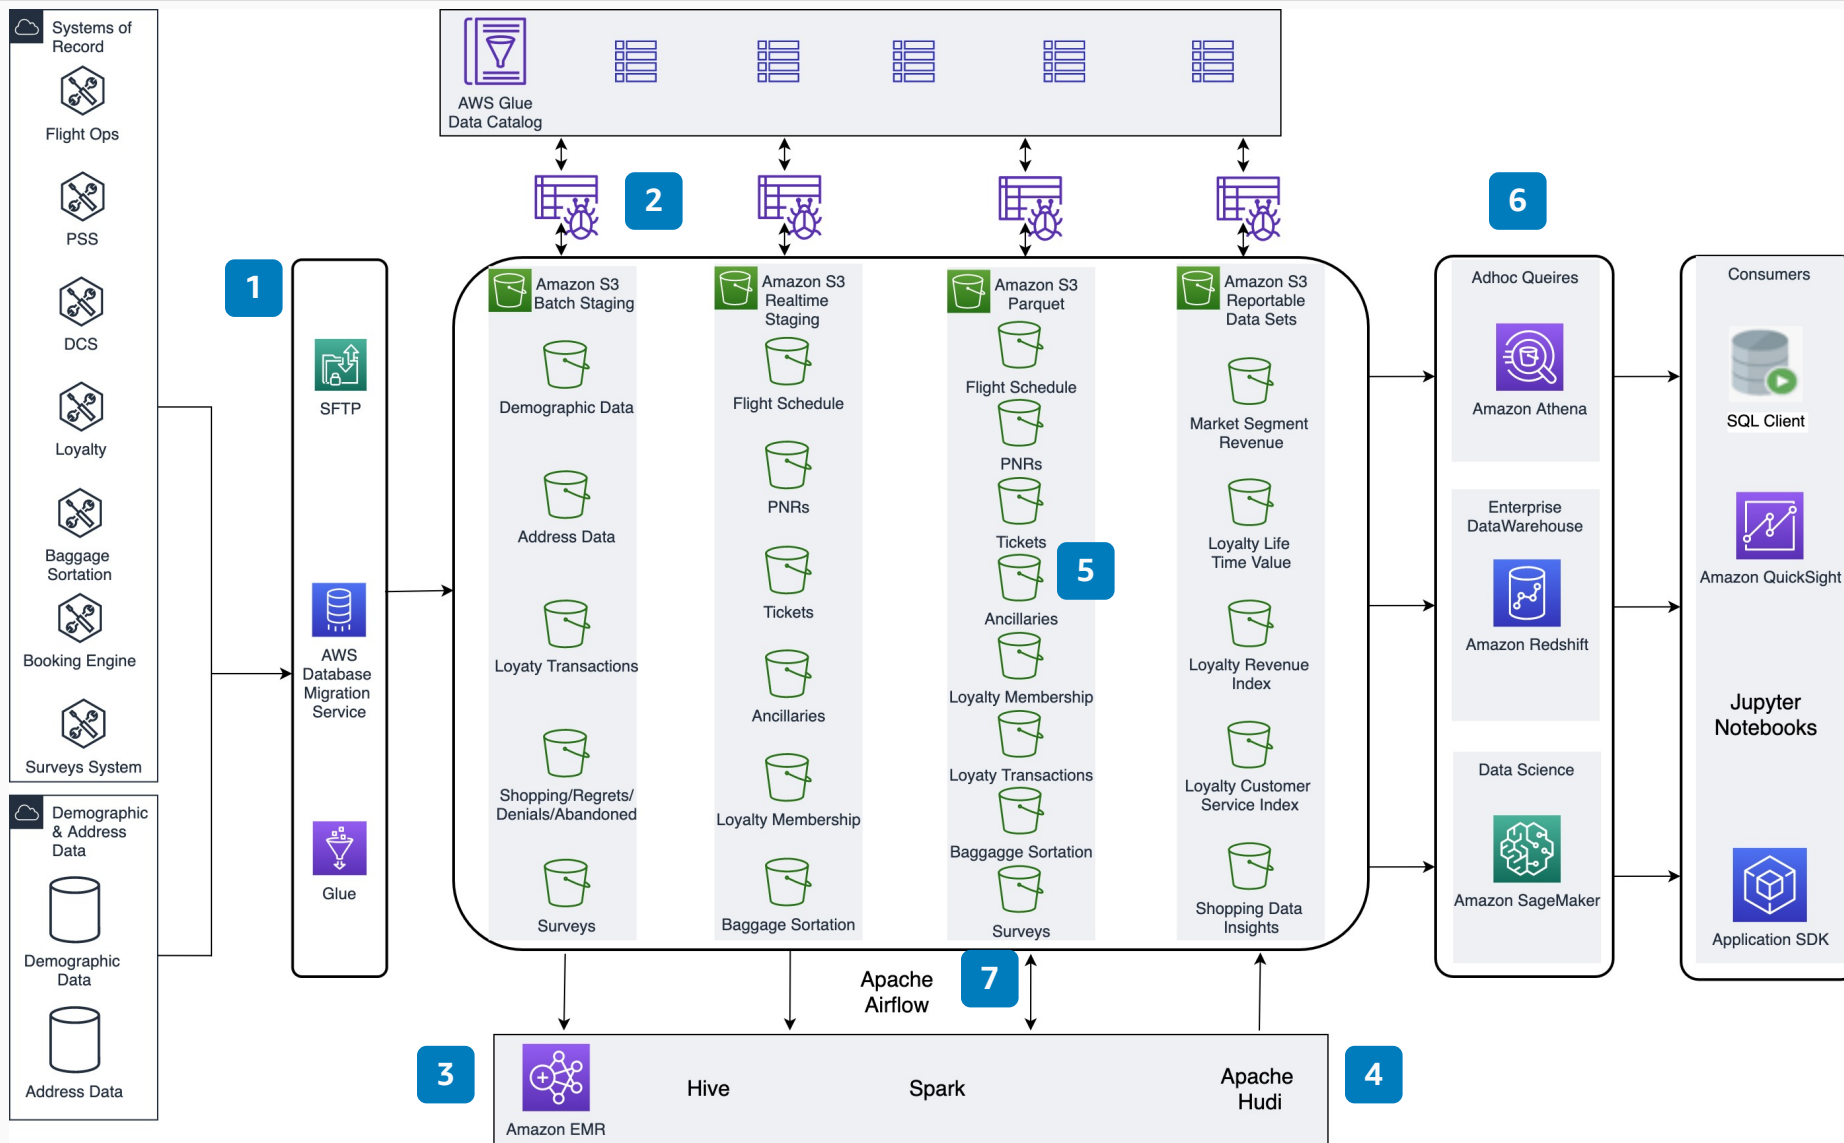 Systems of
Record
Flight Ops
PSS
DCS
Loyalty
Baggage
Sortation
Booking Engine
Surveys System
Demographic
& Address
Data
Demographic
Data
Address Data
1
SFTP
AWS
Database
Migration
Service
Glue
AWS Glue
Data Catalog
2
Amazon S3
Batch Staging
Demographic Data
Address Data
Loyaty Transactions
Shopping/Regrets/
Denials/Abandoned
Surveys
Amazon S3
Realtime
Staging
Flight Schedule
PNRs
Tickets
Ancillaries
Loyalty Membership
Baggage Sortation
Amazon S3
Parquet
Flight Schedule
PNRs
Tickets
5
Ancillaries
Loyalty Membership
Loyaty Transactions
Baggagge Sortation
Surveys
Amazon S3
Reportable
Data Sets
Market Segment
Revenue
Loyalty Life
Time Value
Loyalty Revenue
Index
Loyalty Customer
Service Index
Shopping Data
Insights
Apache
Airflow
7
3
Amazon EMR
Hive
Spark
Apache
Hudi
4
6
Adhoc Queires
Amazon Athena
Enterprise
DataWarehouse
Amazon Redshift
Data Science
Amazon SageMaker
Consumers
SQL Client
Amazon QuickSight
Jupyter
Notebooks
Application SDK